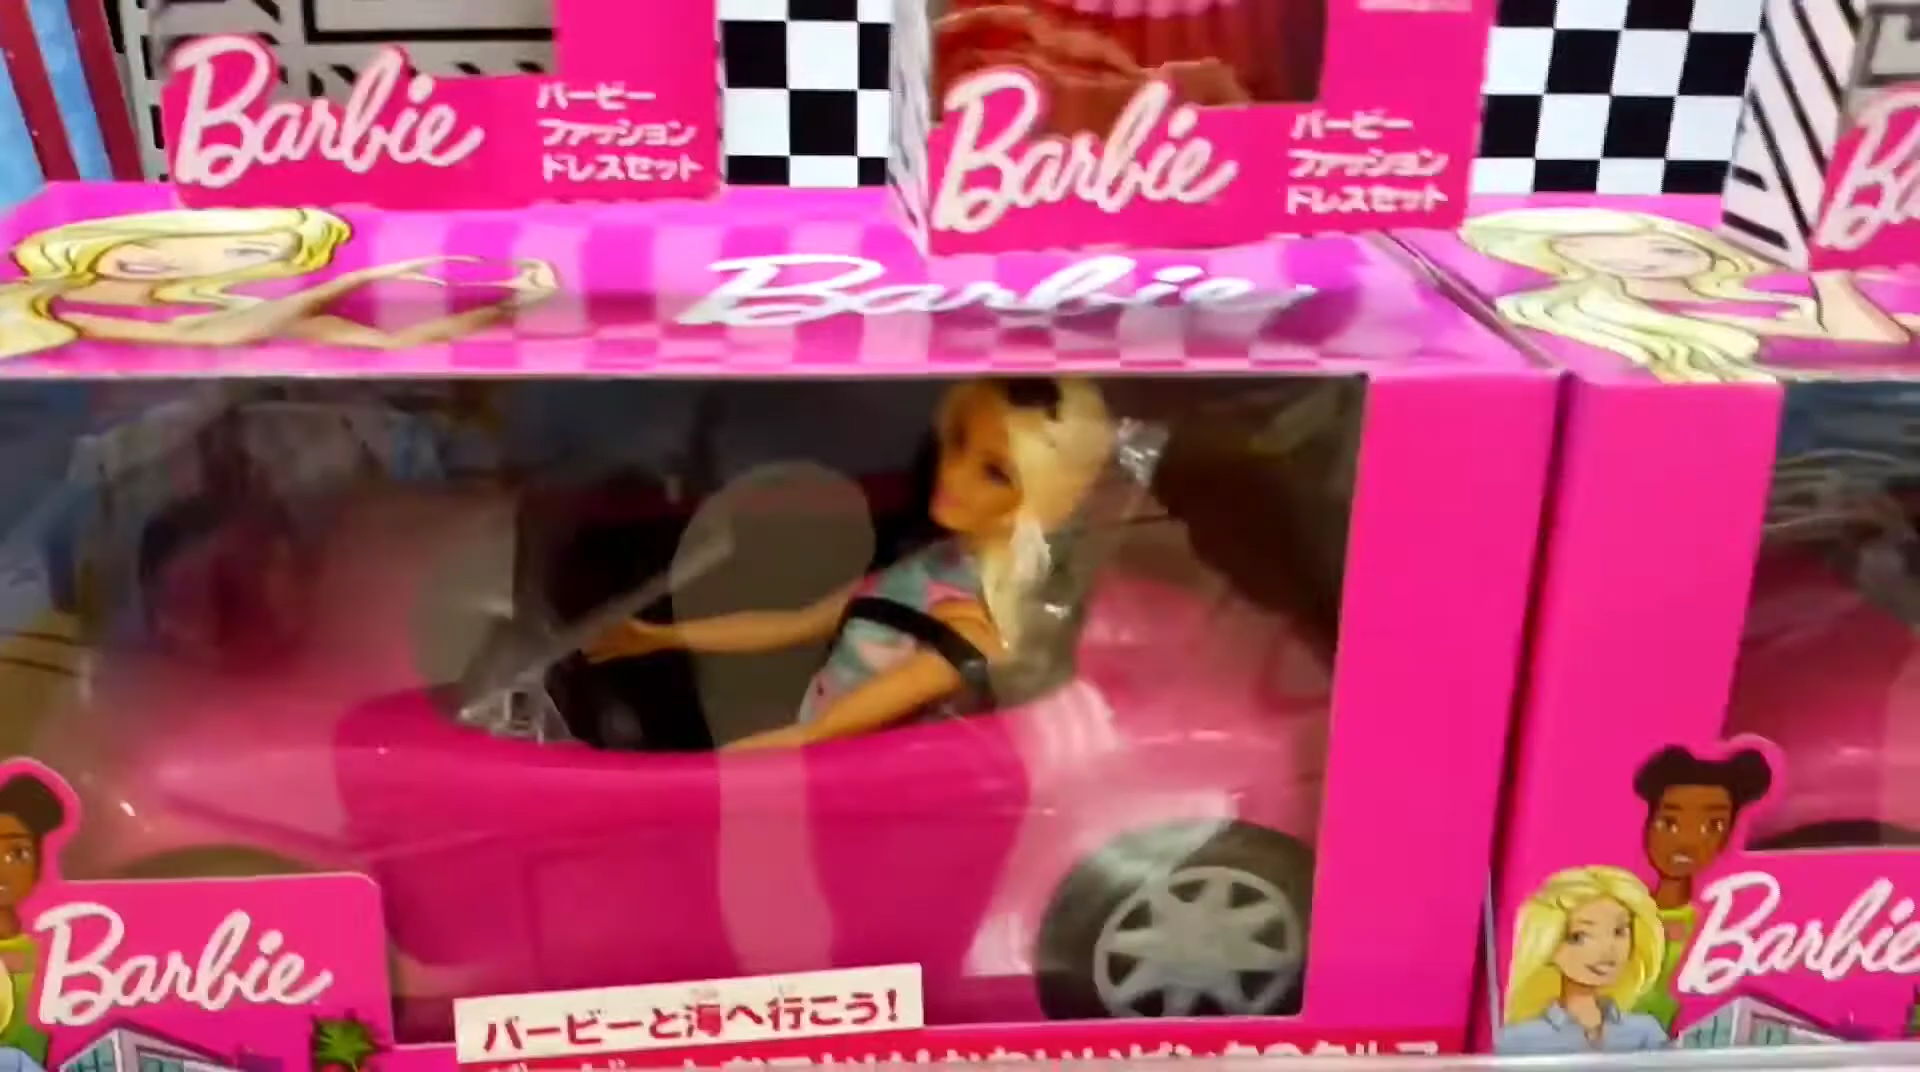 Barbie
バービー
ファッション
ドレスセット
Barbie
バービー
ファッション
ドレスセット
Barbie
Barbie
Barbie
バービーと海へ行こう!